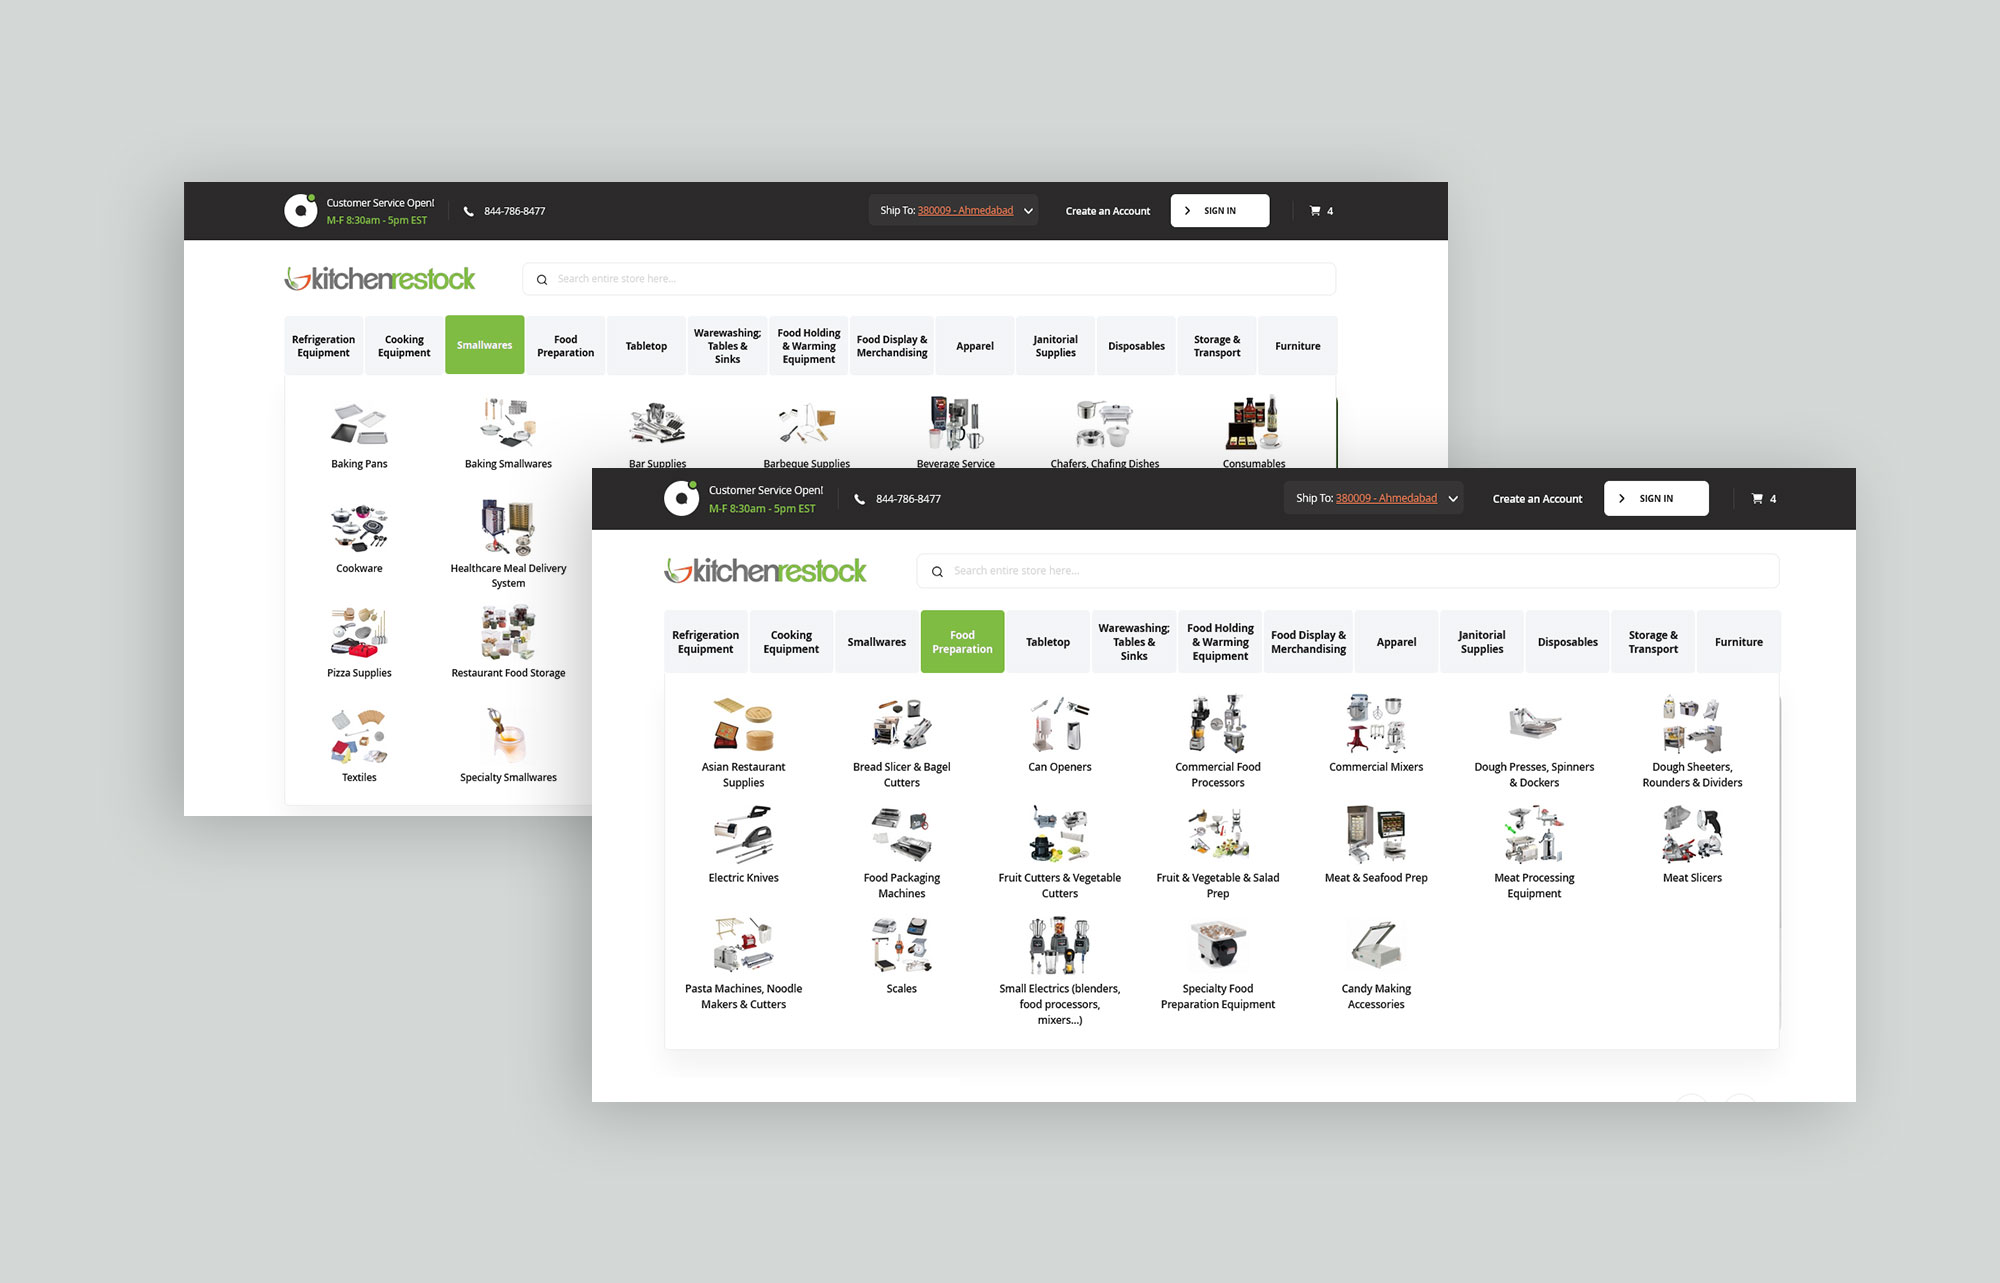 Customer Service Open!
M-F 8:30am - 5pm EST
844-786-8477
Ship To: 380009 - Ahmedabad
Create an Account
SIGN IN
4
kitchenrestock
Search entire store here...
Refrigeration
Equipment
Cooking
Equipment
Smallwares
Food
Preparation
Tabletop
Warewashing;
Tables &
Sinks
Food Holding
& Warming
Equipment
Food Display &
Merchandising
Apparel
Janitorial
Supplies
Disposables
Storage &
Transport
Furniture
Baking Pans
Baking Smallwares
Bar Supplies
Barbeque Supplies
Beverage Service
Chafers, Chafing Dishes
Consumables
Cookware
Healthcare Meal Delivery
System
Pizza Supplies
Restaurant Food Storage
Textiles
Specialty Smallwares
Customer Service Open!
M-F 8:30am - 5pm EST
844-786-8477
Ship To: 380009 - Ahmedabad
Create an Account
SIGN IN
4
kitchenrestock
Search entire store here...
Refrigeration
Equipment
Cooking
Equipment
Smallwares
Food
Preparation
Tabletop
Warewashing;
Tables &
Sinks
Food Holding
& Warming
Equipment
Food Display &
Merchandising
Apparel
Janitorial
Supplies
Disposables
Storage &
Transport
Furniture
Asian Restaurant
Supplies
Bread Slicer & Bagel
Cutters
Can Openers
Commercial Food
Processors
Commercial Mixers
Dough Presses, Spinners
& Dockers
Dough Sheeters,
Rounders & Dividers
Electric Knives
Food Packaging
Machines
Fruit Cutters & Vegetable
Cutters
Fruit & Vegetable & Salad
Prep
Meat & Seafood Prep
Meat Processing
Equipment
Meat Slicers
Pasta Machines, Noodle
Makers & Cutters
Scales
Small Electrics (blenders,
food processors,
mixers...)
Specialty Food
Preparation Equipment
Candy Making
Accessories